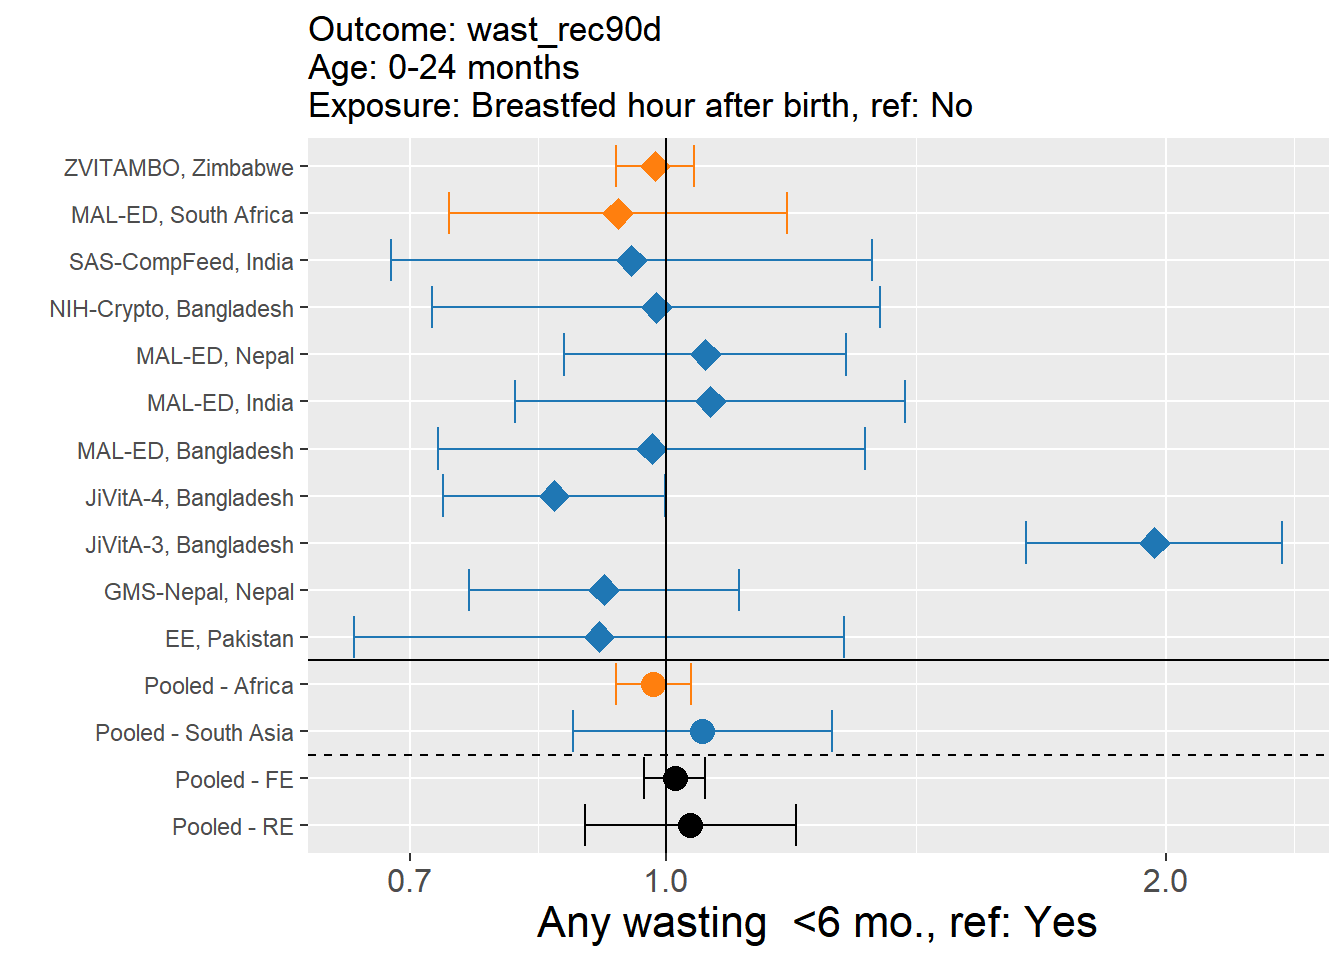 Outcome: wast_rec90d
Age: 0-24 months
Exposure: Breastfed hour after birth, ref: No
ZVITAMBO, Zimbabwe
MAL-ED, South Africa
SAS-CompFeed, India
NIH-Crypto, Bangladesh
MAL-ED, Nepal
MAL-ED, India
MAL-ED, Bangladesh
JiVitA-4, Bangladesh
JiVitA-3, Bangladesh
GMS-Nepal, Nepal
EE, Pakistan
Pooled - Africa
Pooled - South Asia
Pooled - FE
Pooled - RE
0.7 1.0 2.0
Any wasting  <6 mo., ref: Yes